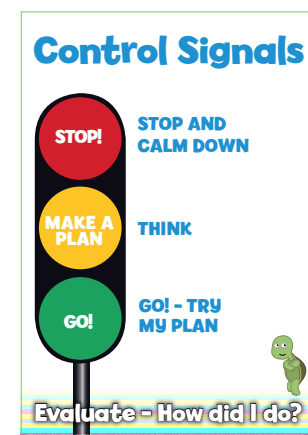 Control Signals
STOP!
STOP AND
CALM DOWN
MAKE A
PLAN
THINK
GO!
GO! - TRY
MY PLAN
Evaluate - How did I do?